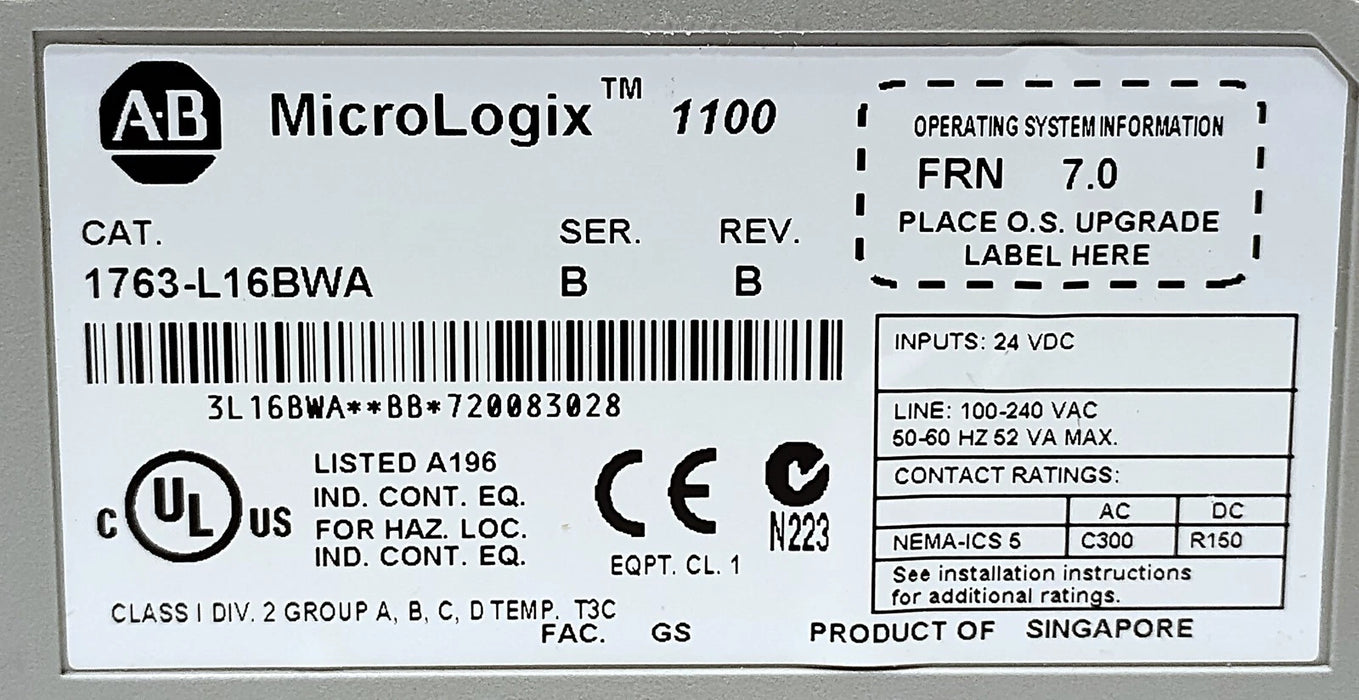 A·B MicroLogix™ 1100
CAT. SER. REV.
1763-L16BWA B B
3L16BWA**BB*720083028
OPERATING SYSTEM INFORMATION
FRN 7.0
PLACE O.S. UPGRADE
LABEL HERE
INPUTS: 24 VDC
LINE: 100-240 VAC
50-60 HZ 52 VA MAX.
CONTACT RATINGS:
AC DC
NEMA-ICS 5 C300 R150
See installation instructions
for additional ratings.
C UL US
LISTED A196
IND. CONT. EQ.
FOR HAZ. LOC.
IND. CONT. EQ.
CE
EQPT. CL. 1
N223
CLASS I DIV. 2 GROUP A, B, C, D TEMP. T3C
FAC. GS
PRODUCT OF SINGAPORE